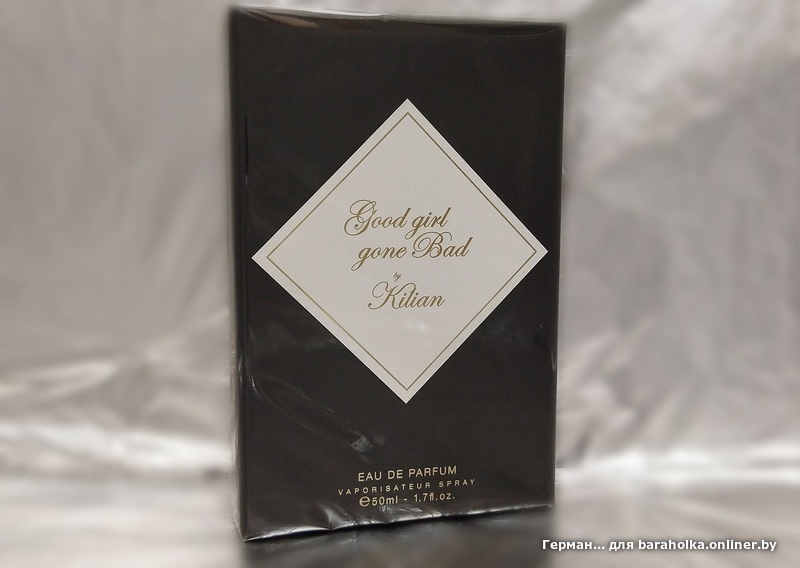 Good girl
gone Bad
by
Kilian
EAU DE PARFUM
VAPORISATEUR SPRAY
℮50ml - 1.7fl.oz.
Герман... для baraholka.onliner.by